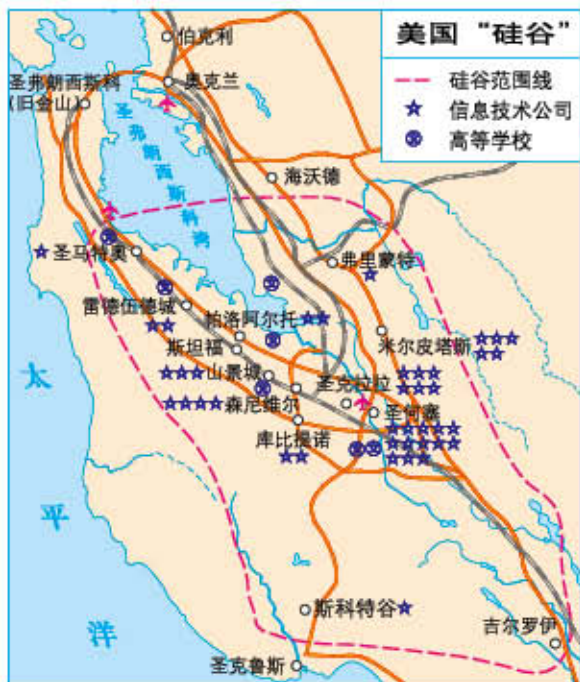 美国“硅谷”
硅谷范围线
信息技术公司
高等学校
伯克利
奥克兰
圣弗朗西斯科
(旧金山)
圣弗朗西斯科湾
海沃德
圣马特奥
弗里蒙特
雷德伍德城
帕洛阿尔托
斯坦福
米尔皮塔斯
山景城
圣克拉拉
森尼维尔
圣何塞
库比提诺
太平洋
斯科特谷
吉尔罗伊
圣克鲁斯